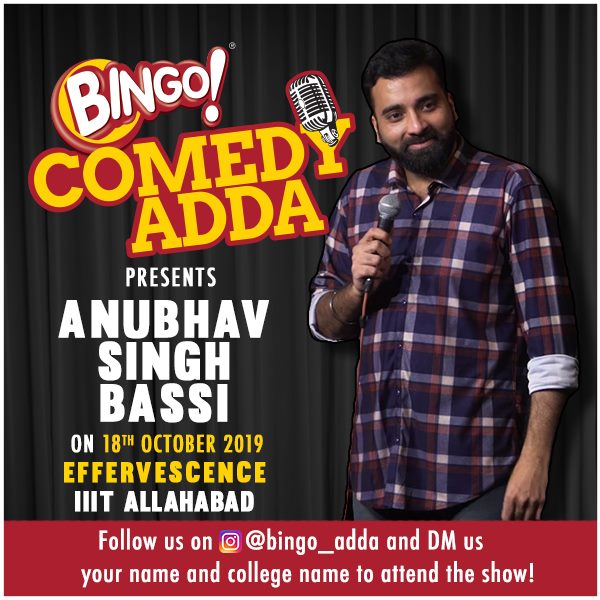 BINGO!®
COMEDY
ADDA
PRESENTS
ANUBHAV
SINGH
BASSI
ON 18TH OCTOBER 2019
EFFERVESCENCE
IIIT ALLAHABAD
Follow us on @bingo_adda and DM us
your name and college name to attend the show!